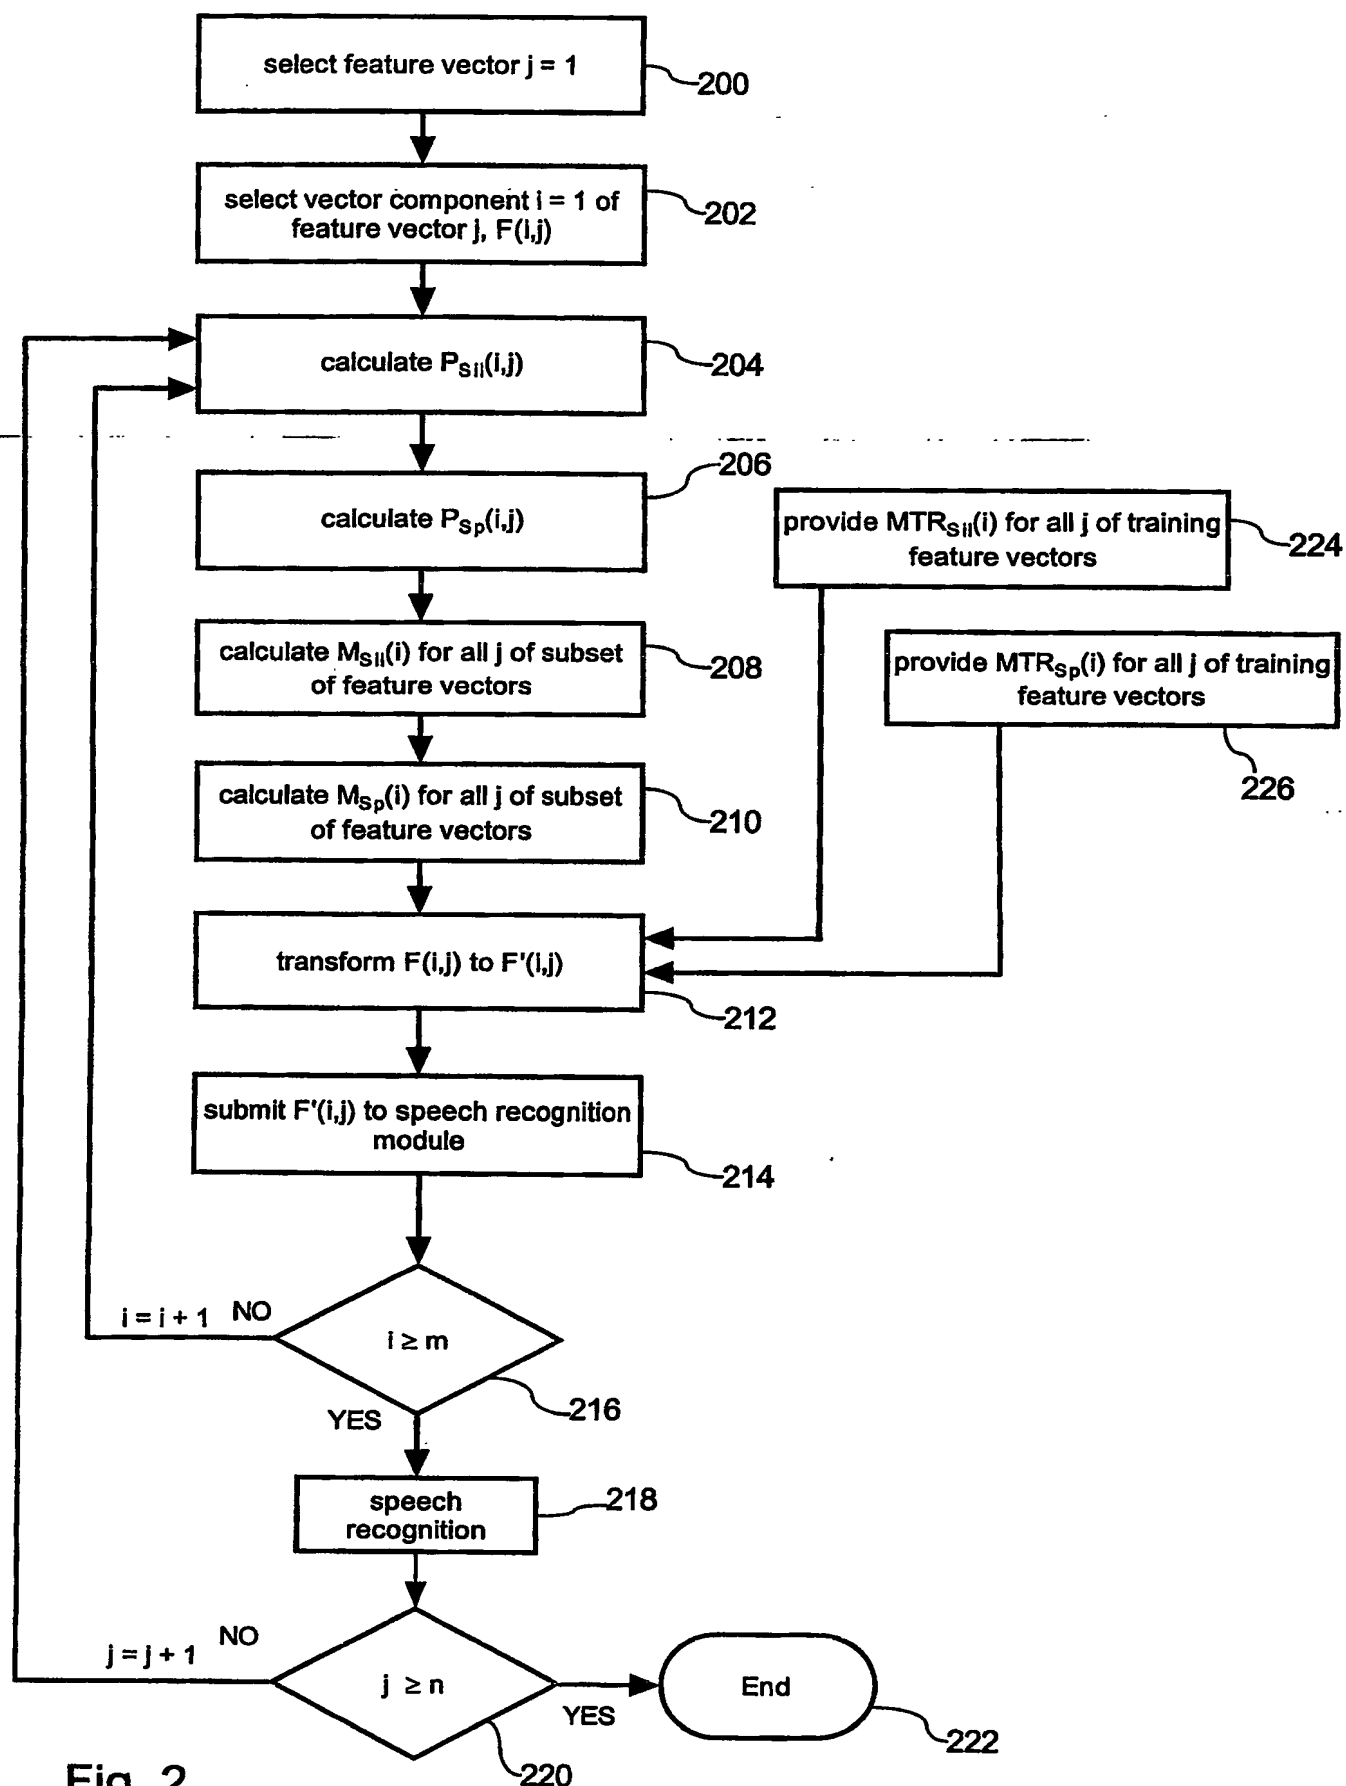 select feature vector j = 1
200
select vector component i = 1 of
feature vector j, F(i,j)
202
calculate P_Sil(i,j)
204
calculate P_Sp(i,j)
206
provide MTR_Sil(i) for all j of training
feature vectors
224
calculate M_Sil(i) for all j of subset
of feature vectors
208
provide MTR_Sp(i) for all j of training
feature vectors
226
calculate M_Sp(i) for all j of subset
of feature vectors
210
transform F(i,j) to F'(i,j)
212
submit F'(i,j) to speech recognition
module
214
i = i + 1 NO
i ≥ m
216
YES
speech
recognition
218
j = j + 1 NO
j ≥ n
YES
220
End
222
Fig. 2